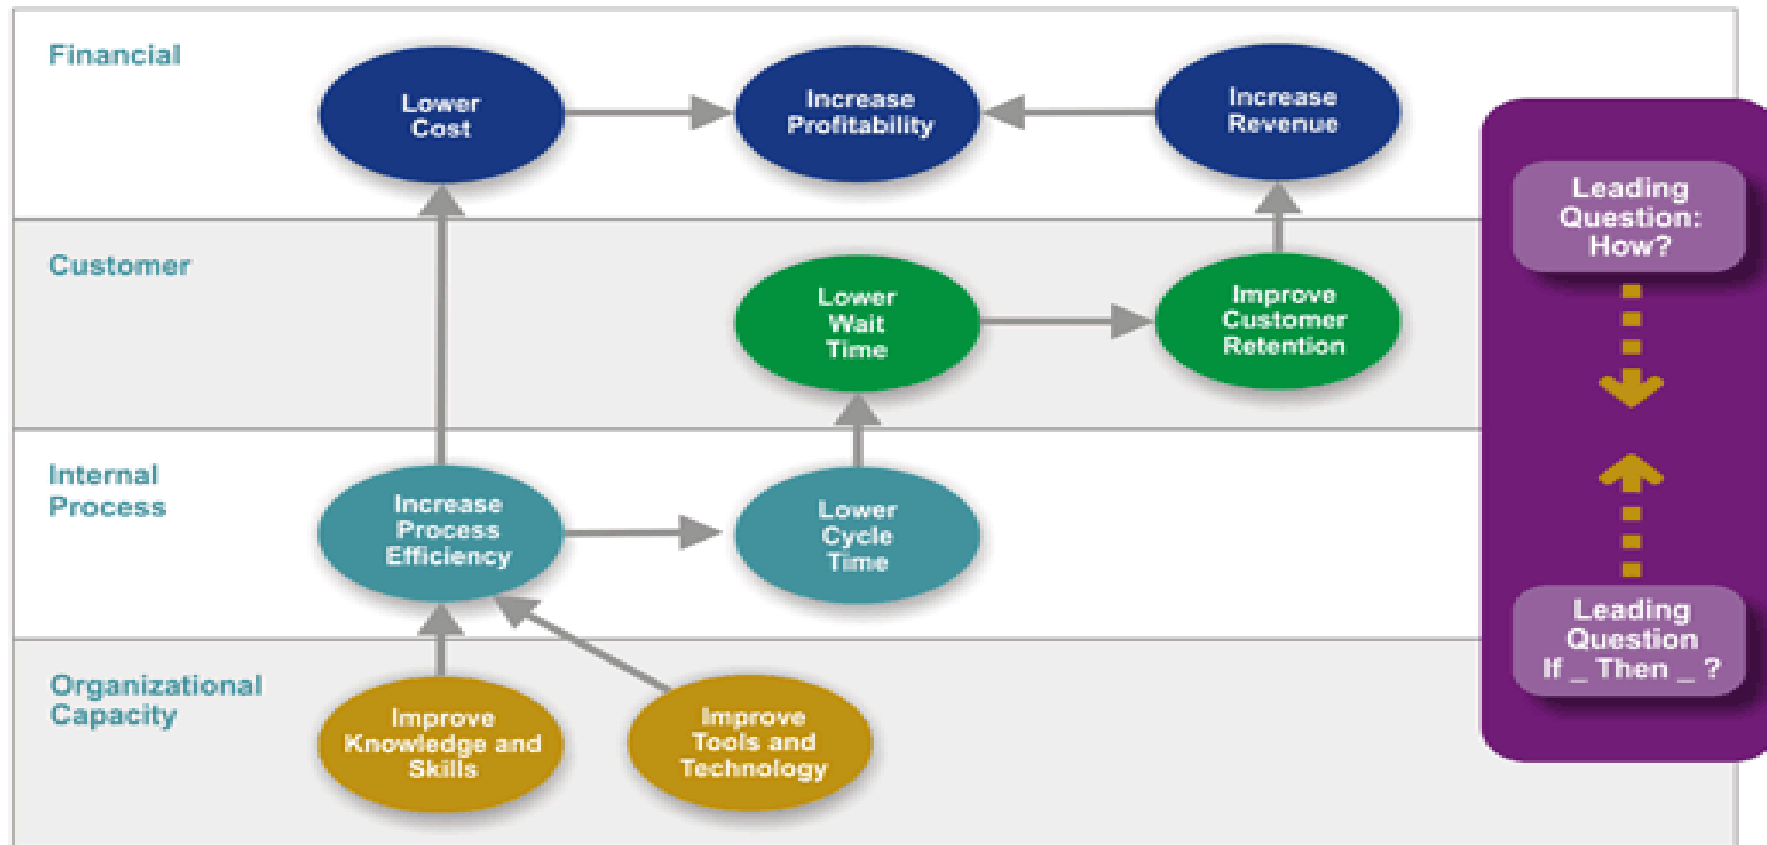 Financial
Lower
Cost
Increase
Profitability
Increase
Revenue
Leading
Question:
How?
Customer
Lower
Wait
Time
Improve
Customer
Retention
Internal
Process
Increase
Process
Efficiency
Lower
Cycle
Time
Leading
Question
If _ Then _ ?
Organizational
Capacity
Improve
Knowledge and
Skills
Improve
Tools and
Technology